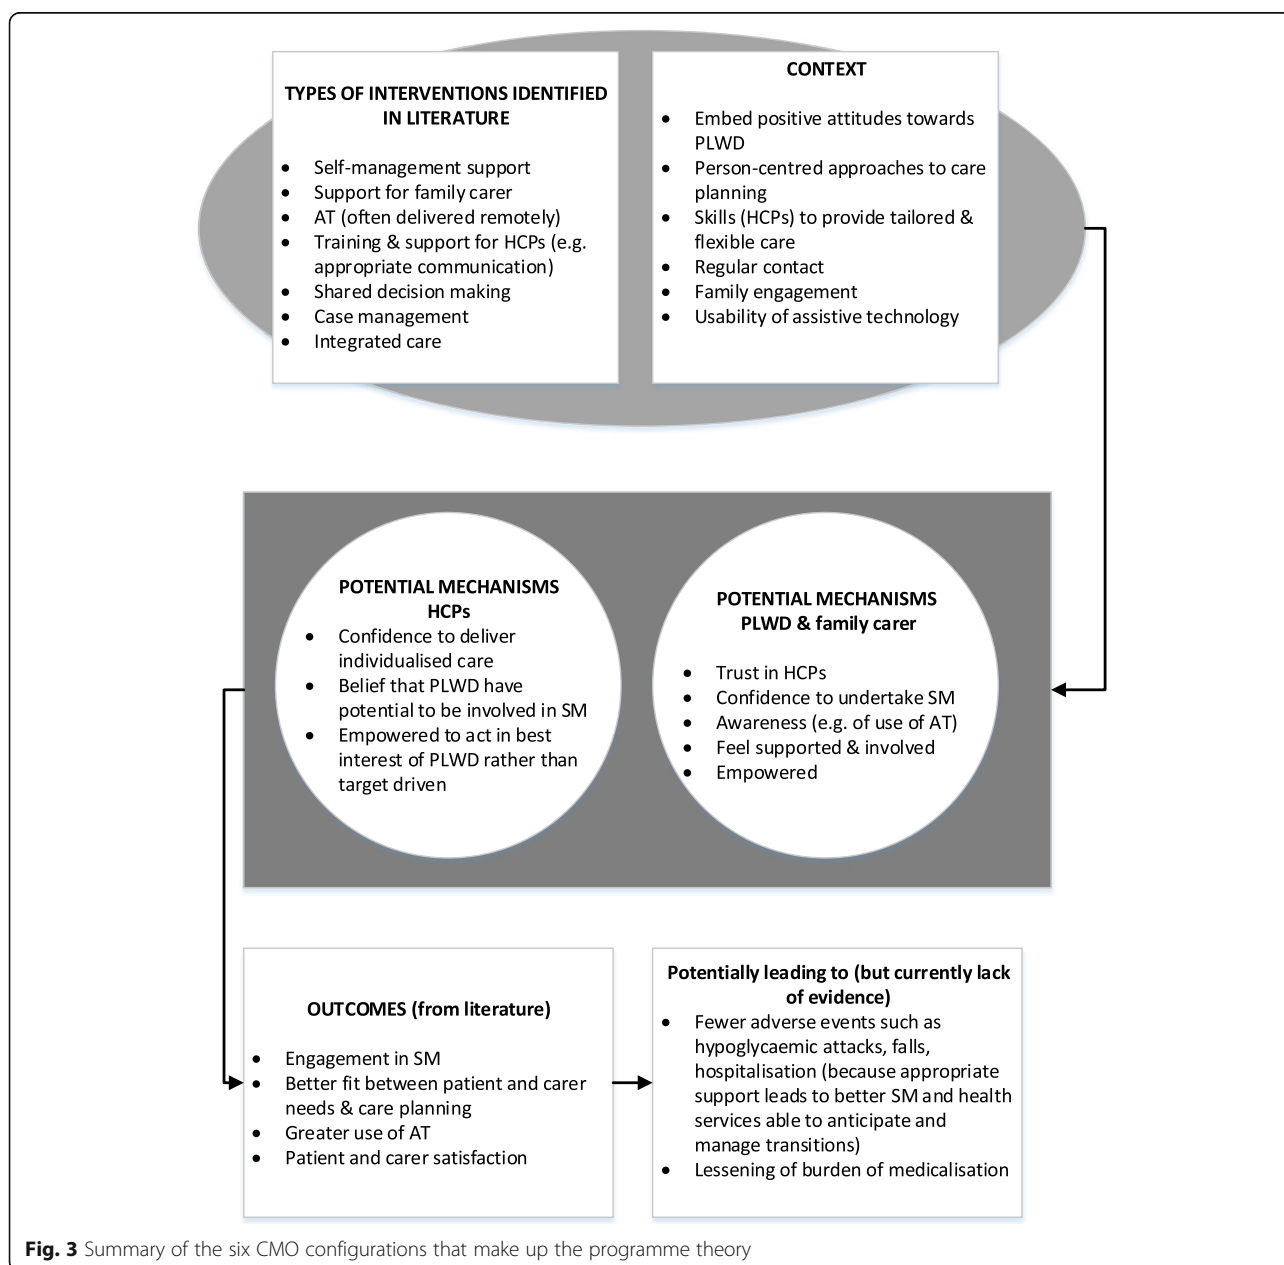 TYPES OF INTERVENTIONS IDENTIFIED
IN LITERATURE
• Self-management support
• Support for family carer
• AT (often delivered remotely)
• Training & support for HCPs (e.g.
appropriate communication)
• Shared decision making
• Case management
• Integrated care
CONTEXT
• Embed positive attitudes towards
PLWD
• Person-centred approaches to care
planning
• Skills (HCPs) to provide tailored &
flexible care
• Regular contact
• Family engagement
• Usability of assistive technology
POTENTIAL MECHANISMS
HCPs
• Confidence to deliver
individualised care
• Belief that PLWD have
potential to be involved in SM
• Empowered to act in best
interest of PLWD rather than
target driven
POTENTIAL MECHANISMS
PLWD & family carer
• Trust in HCPs
• Confidence to undertake SM
• Awareness (e.g. of use of AT)
• Feel supported & involved
• Empowered
OUTCOMES (from literature)
• Engagement in SM
• Better fit between patient and carer
needs & care planning
• Greater use of AT
• Patient and carer satisfaction
Potentially leading to (but currently lack
of evidence)
• Fewer adverse events such as
hypoglycaemic attacks, falls,
hospitalisation (because appropriate
support leads to better SM and health
services able to anticipate and
manage transitions)
• Lessening of burden of medicalisation
Fig. 3 Summary of the six CMO configurations that make up the programme theory